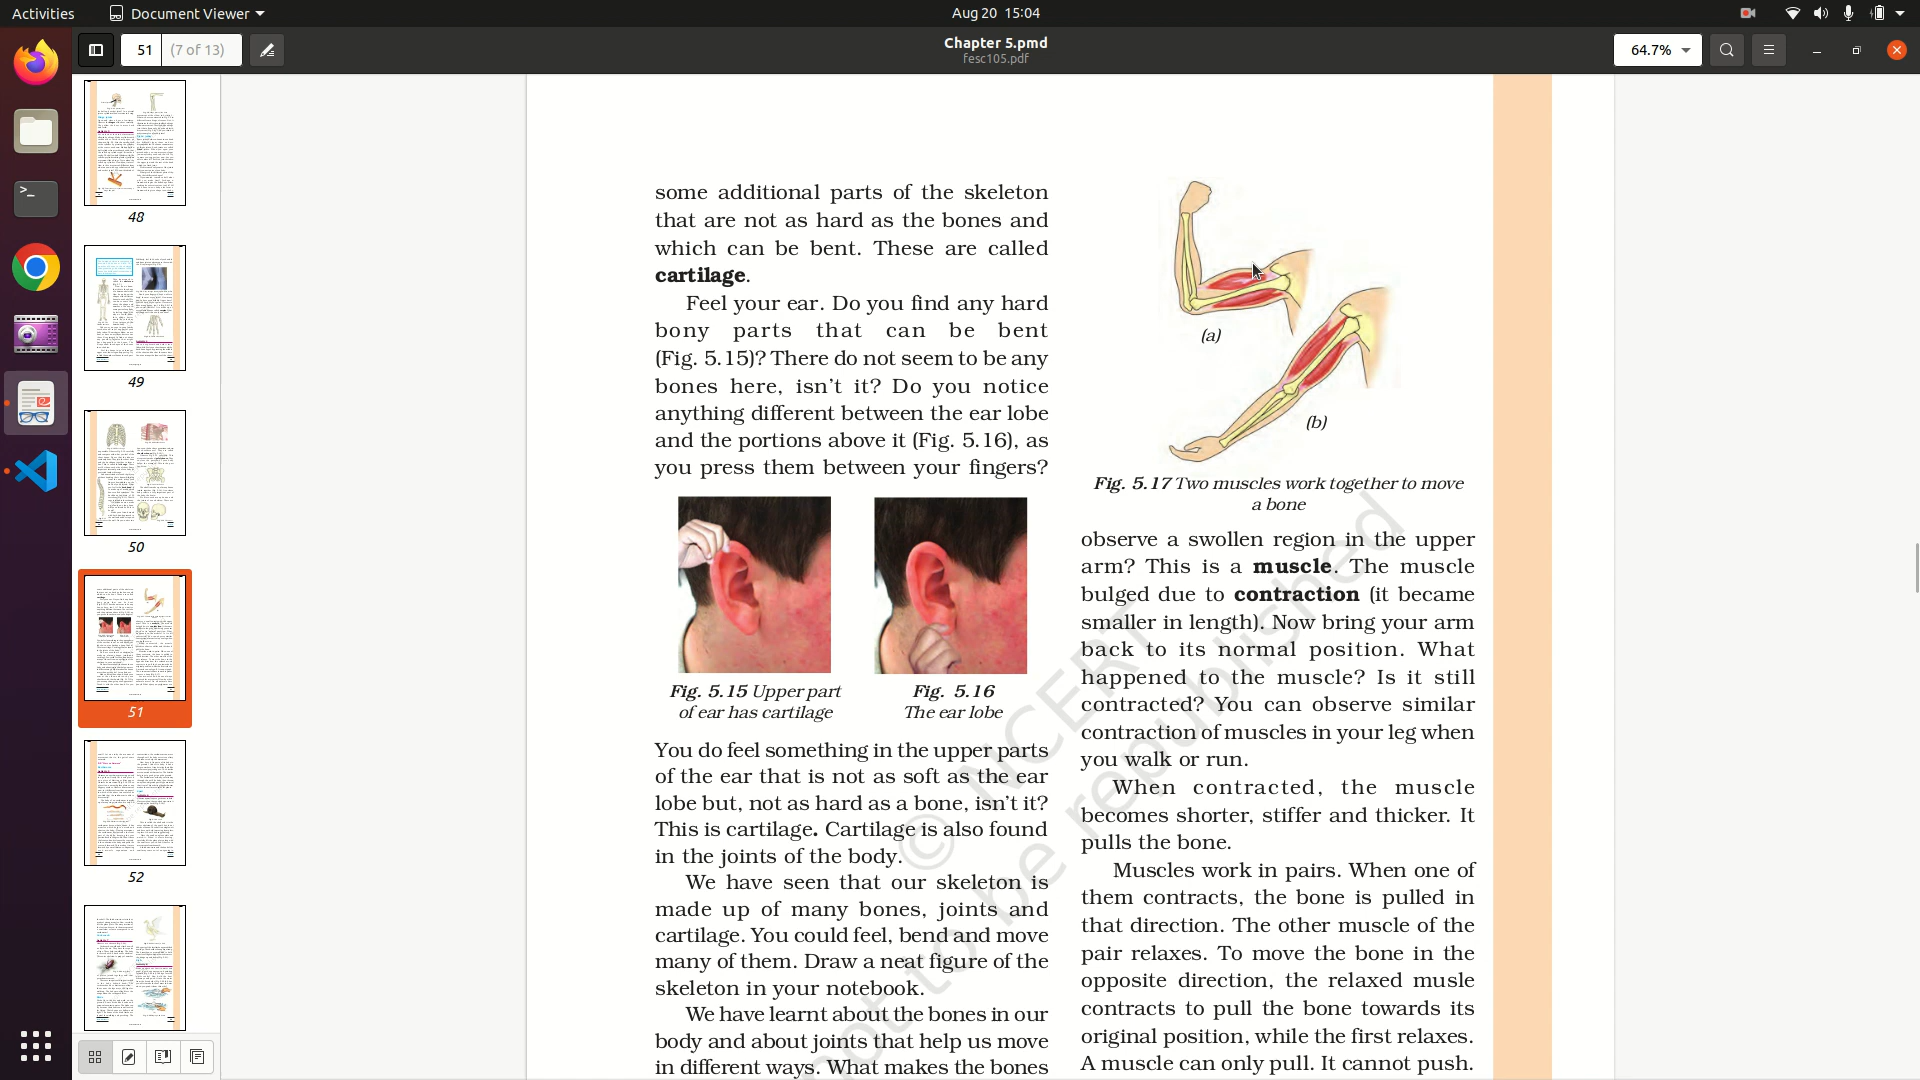 Activities
Document Viewer
Aug 20 15:04
51
(7 of 13)
Chapter 5.pmd
fesc105.pdf
64.7%
48
49
50
51
52
some additional parts of the skeleton
that are not as hard as the bones and
which can be bent. These are called
cartilage.
Feel your ear. Do you find any hard
bony parts that can be bent
(Fig. 5.15)? There do not seem to be any
bones here, isn't it? Do you notice
anything different between the ear lobe
and the portions above it (Fig. 5.16), as
you press them between your fingers?
Fig. 5.15 Upper part
of ear has cartilage
Fig. 5.16
The ear lobe
You do feel something in the upper parts
of the ear that is not as soft as the ear
lobe but, not as hard as a bone, isn't it?
This is cartilage. Cartilage is also found
in the joints of the body.
We have seen that our skeleton is
made up of many bones, joints and
cartilage. You could feel, bend and move
many of them. Draw a neat figure of the
skeleton in your notebook.
We have learnt about the bones in our
body and about joints that help us move
in different ways. What makes the bones
(a)
(b)
Fig. 5.17 Two muscles work together to move
a bone
observe a swollen region in the upper
arm? This is a muscle. The muscle
bulged due to contraction (it became
smaller in length). Now bring your arm
back to its normal position. What
happened to the muscle? Is it still
contracted? You can observe similar
contraction of muscles in your leg when
you walk or run.
When contracted, the muscle
becomes shorter, stiffer and thicker. It
pulls the bone.
Muscles work in pairs. When one of
them contracts, the bone is pulled in
that direction. The other muscle of the
pair relaxes. To move the bone in the
opposite direction, the relaxed musle
contracts to pull the bone towards its
original position, while the first relaxes.
A muscle can only pull. It cannot push.
© NCERT
not to be republished